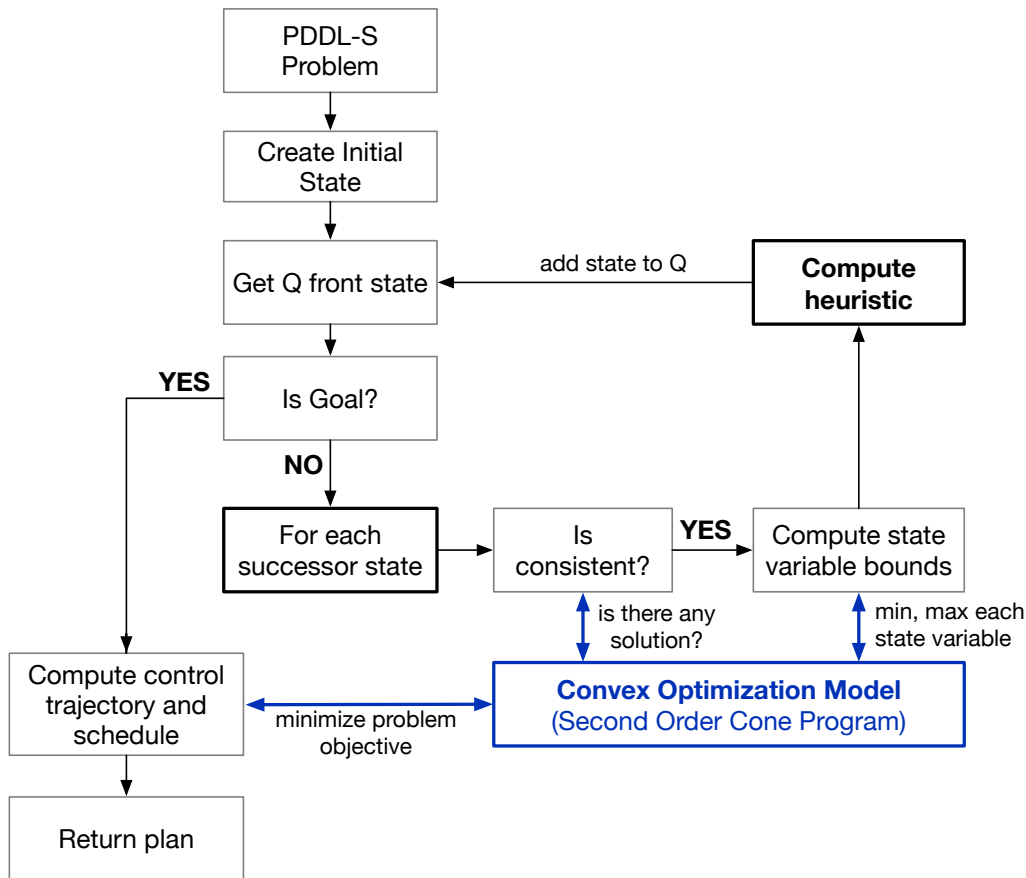 PDDL-S
Problem
Create Initial
State
Get Q front state
add state to Q
Compute
heuristic
YES
Is Goal?
NO
For each
successor state
Is
consistent?
YES
Compute state
variable bounds
is there any
solution?
min, max each
state variable
Compute control
trajectory and
schedule
minimize problem
objective
Convex Optimization Model
(Second Order Cone Program)
Return plan